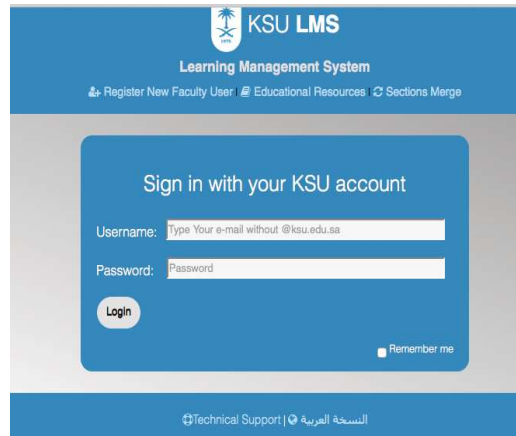 KSU LMS
Learning Management System
Register New Faculty User | Educational Resources | Sections Merge
Sign in with your KSU account
Username: Type Your e-mail without @ksu.edu.sa
Password: Password
Login
Remember me
Technical Support | النسخة العربية